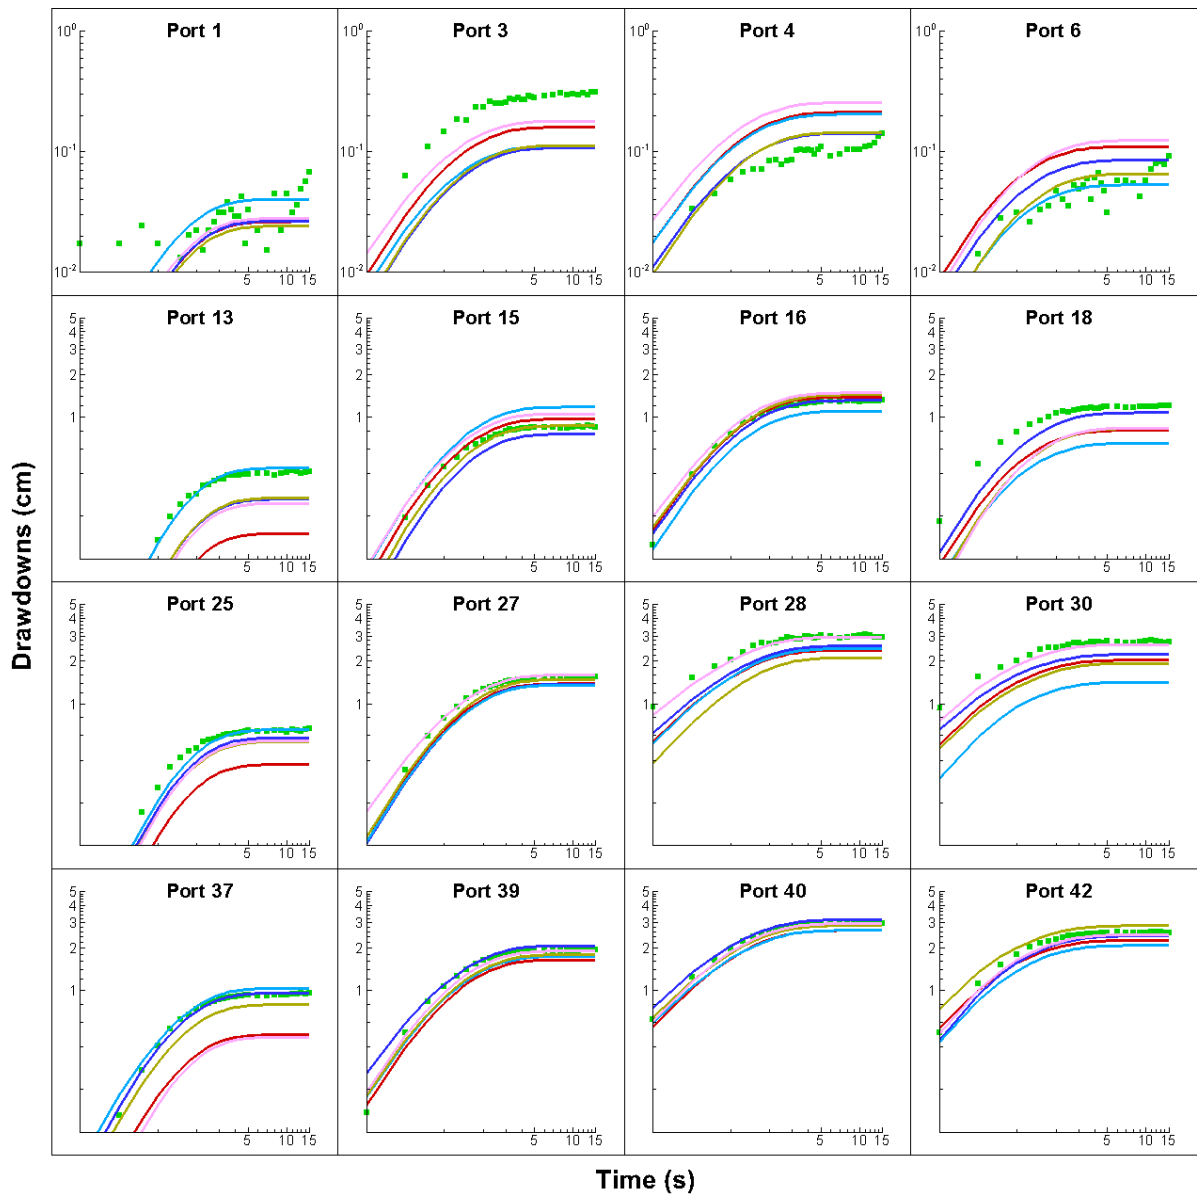 Port 1 Port 3 Port 4 Port 6
10⁰ 10⁰ 10⁰ 10⁰
10⁻¹ 10⁻¹ 10⁻¹ 10⁻¹
10⁻² 10⁻² 10⁻² 10⁻²
5 10 15 5 10 15 5 10 15 5 10 15
Port 13 Port 15 Port 16 Port 18
5 5 5 5
4 4 4 4
3 3 3 3
2 2 2 2
1 1 1 1
5 10 15 5 10 15 5 10 15 5 10 15
Port 25 Port 27 Port 28 Port 30
5 5 5 5
4 4 4 4
3 3 3 3
2 2 2 2
1 1 1 1
5 10 15 5 10 15 5 10 15 5 10 15
Port 37 Port 39 Port 40 Port 42
5 5 5 5
4 4 4 4
3 3 3 3
2 2 2 2
1 1 1 1
5 10 15 5 10 15 5 10 15 5 10 15
Drawdowns (cm)
Time (s)